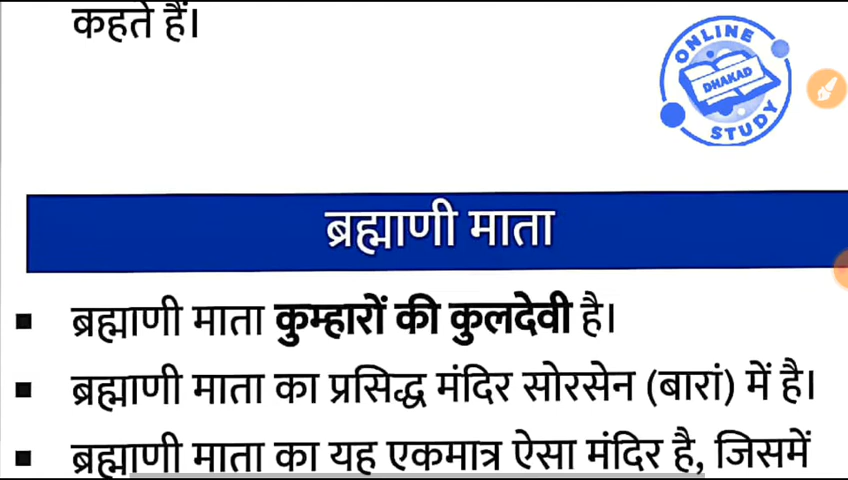 कहते हैं।
ONLINE
DHAKAD
STUDY
ब्रह्माणी माता
▪ ब्रह्माणी माता कुम्हारों की कुलदेवी है।
▪ ब्रह्माणी माता का प्रसिद्ध मंदिर सोरसेन (बारां) में है।
▪ ब्रह्माणी माता का यह एकमात्र ऐसा मंदिर है, जिसमें